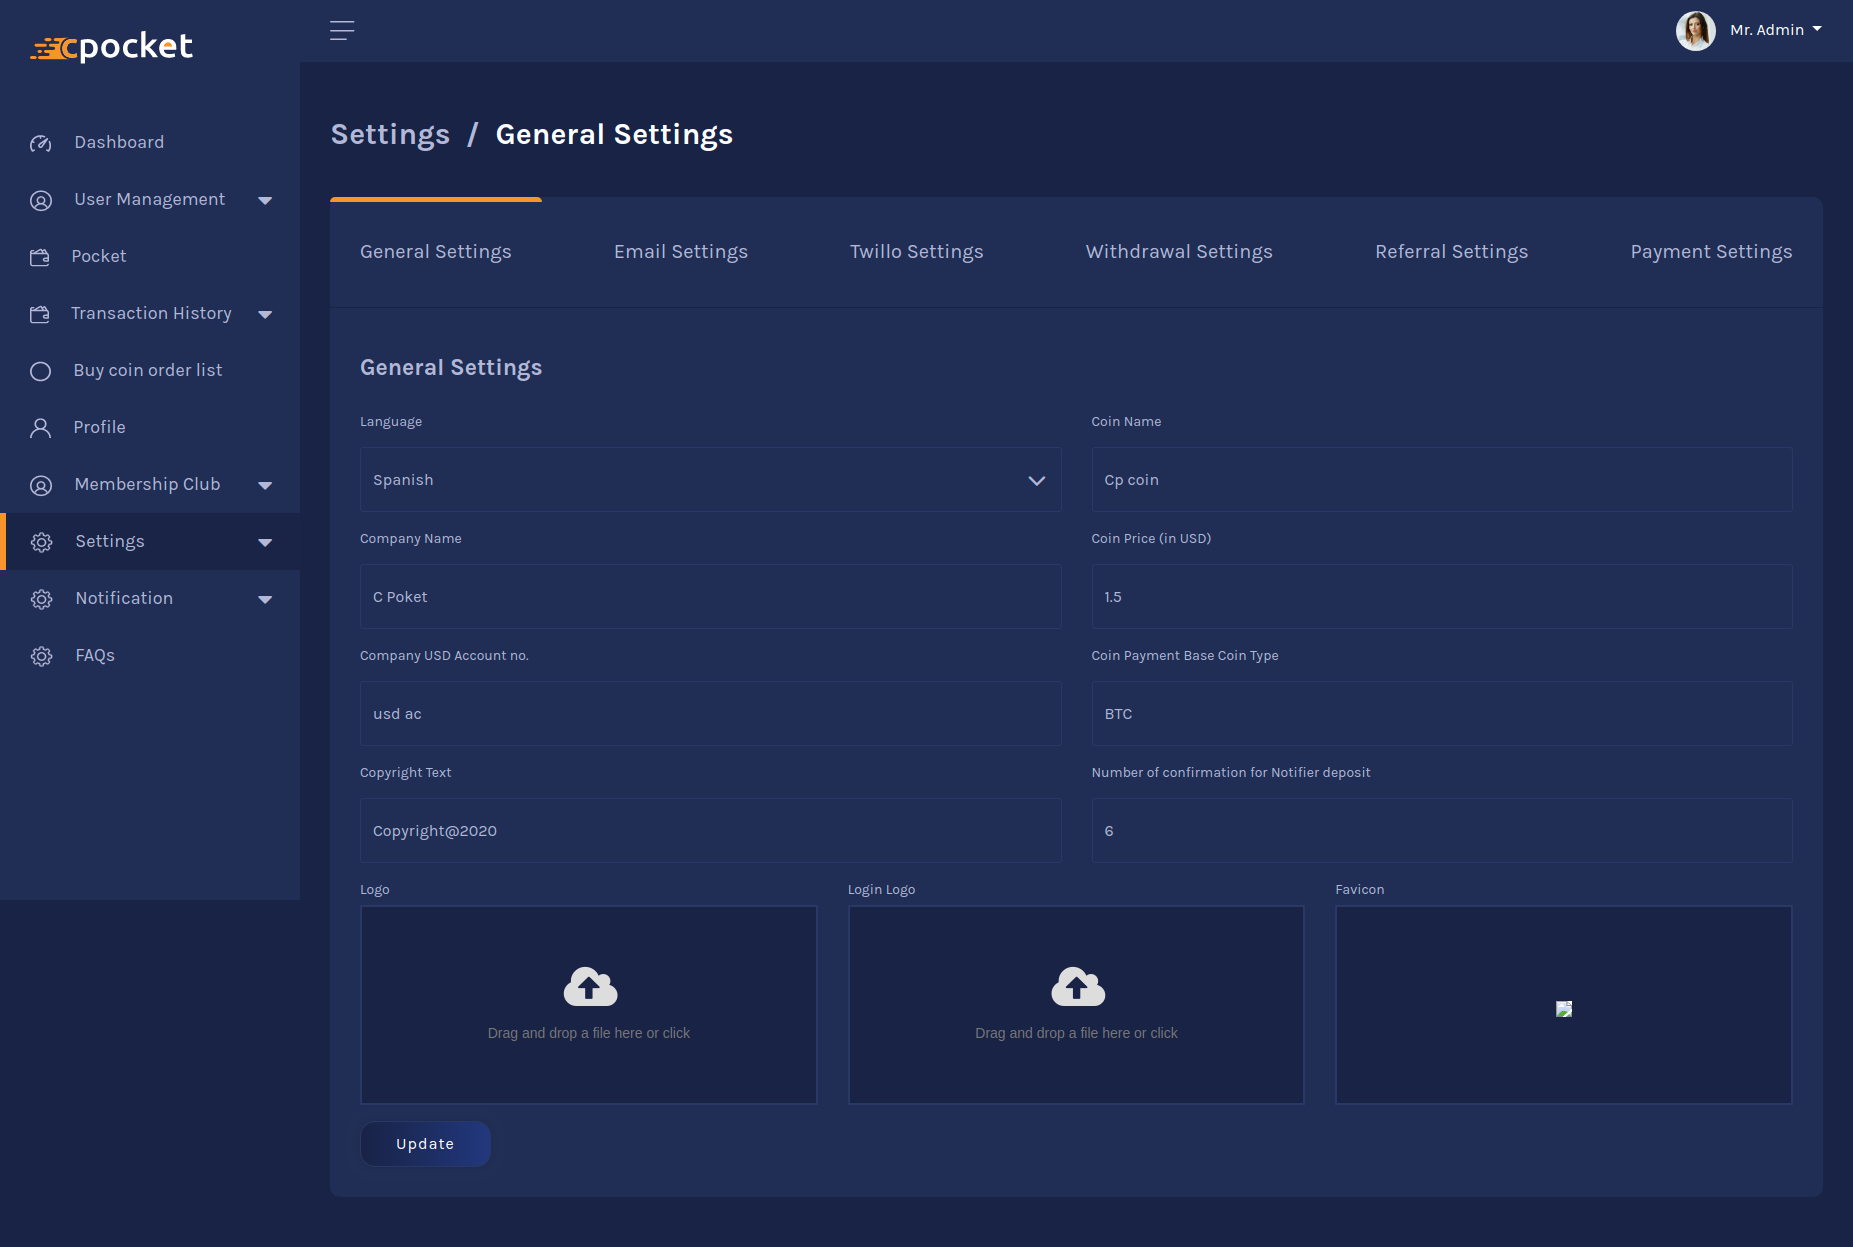 cpocket
Mr. Admin
Dashboard
User Management
Pocket
Transaction History
Buy coin order list
Profile
Membership Club
Settings
Notification
FAQs
Settings / General Settings
General Settings Email Settings Twillo Settings Withdrawal Settings Referral Settings Payment Settings
General Settings
Language
Spanish
Coin Name
Cp coin
Company Name
C Poket
Coin Price (in USD)
1.5
Company USD Account no.
usd ac
Coin Payment Base Coin Type
BTC
Copyright Text
Copyright@2020
Number of confirmation for Notifier deposit
6
Logo
Drag and drop a file here or click
Login Logo
Drag and drop a file here or click
Favicon
Update